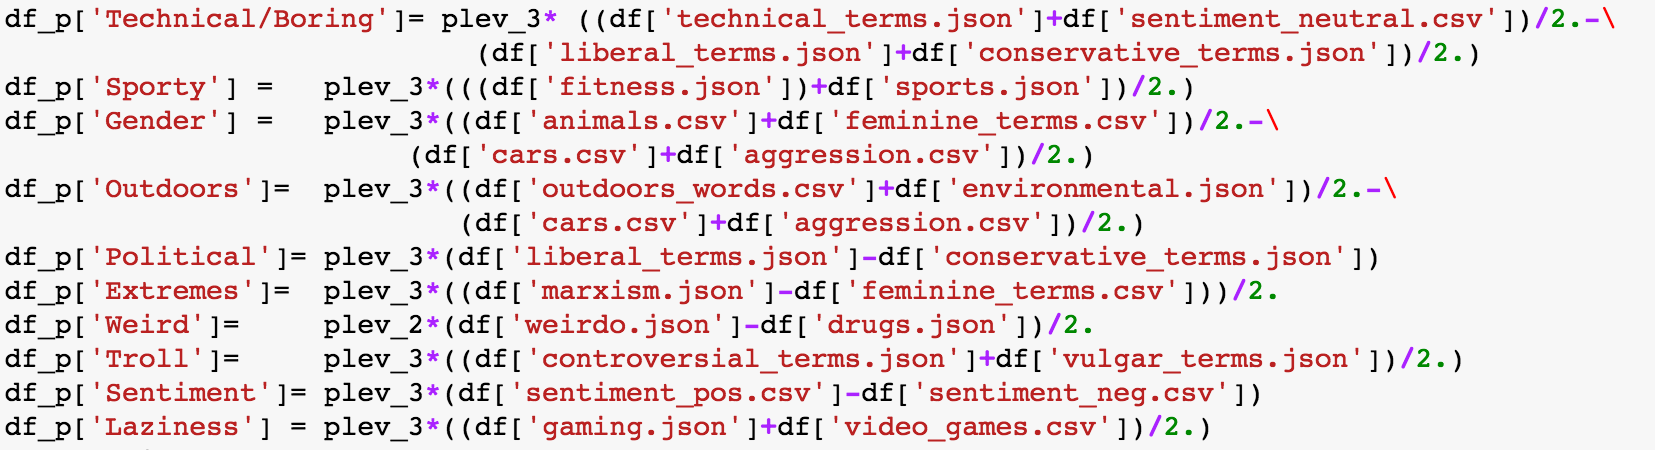 df_p['Technical/Boring']= plev_3* ((df['technical_terms.json']+df['sentiment_neutral.csv'])/2.-\
(df['liberal_terms.json']+df['conservative_terms.json'])/2.)
df_p['Sporty'] = plev_3*(((df['fitness.json'])+df['sports.json'])/2.)
df_p['Gender'] = plev_3*((df['animals.csv']+df['feminine_terms.csv'])/2.-\
(df['cars.csv']+df['aggression.csv'])/2.)
df_p['Outdoors']= plev_3*((df['outdoors_words.csv']+df['environmental.json'])/2.-\
(df['cars.csv']+df['aggression.csv'])/2.)
df_p['Political']= plev_3*(df['liberal_terms.json']-df['conservative_terms.json'])
df_p['Extremes']= plev_3*((df['marxism.json']-df['feminine_terms.csv']))/2.
df_p['Weird']= plev_2*(df['weirdo.json']-df['drugs.json'])/2.
df_p['Troll']= plev_3*((df['controversial_terms.json']+df['vulgar_terms.json'])/2.)
df_p['Sentiment']= plev_3*(df['sentiment_pos.csv']-df['sentiment_neg.csv'])
df_p['Laziness'] = plev_3*((df['gaming.json']+df['video_games.csv'])/2.)